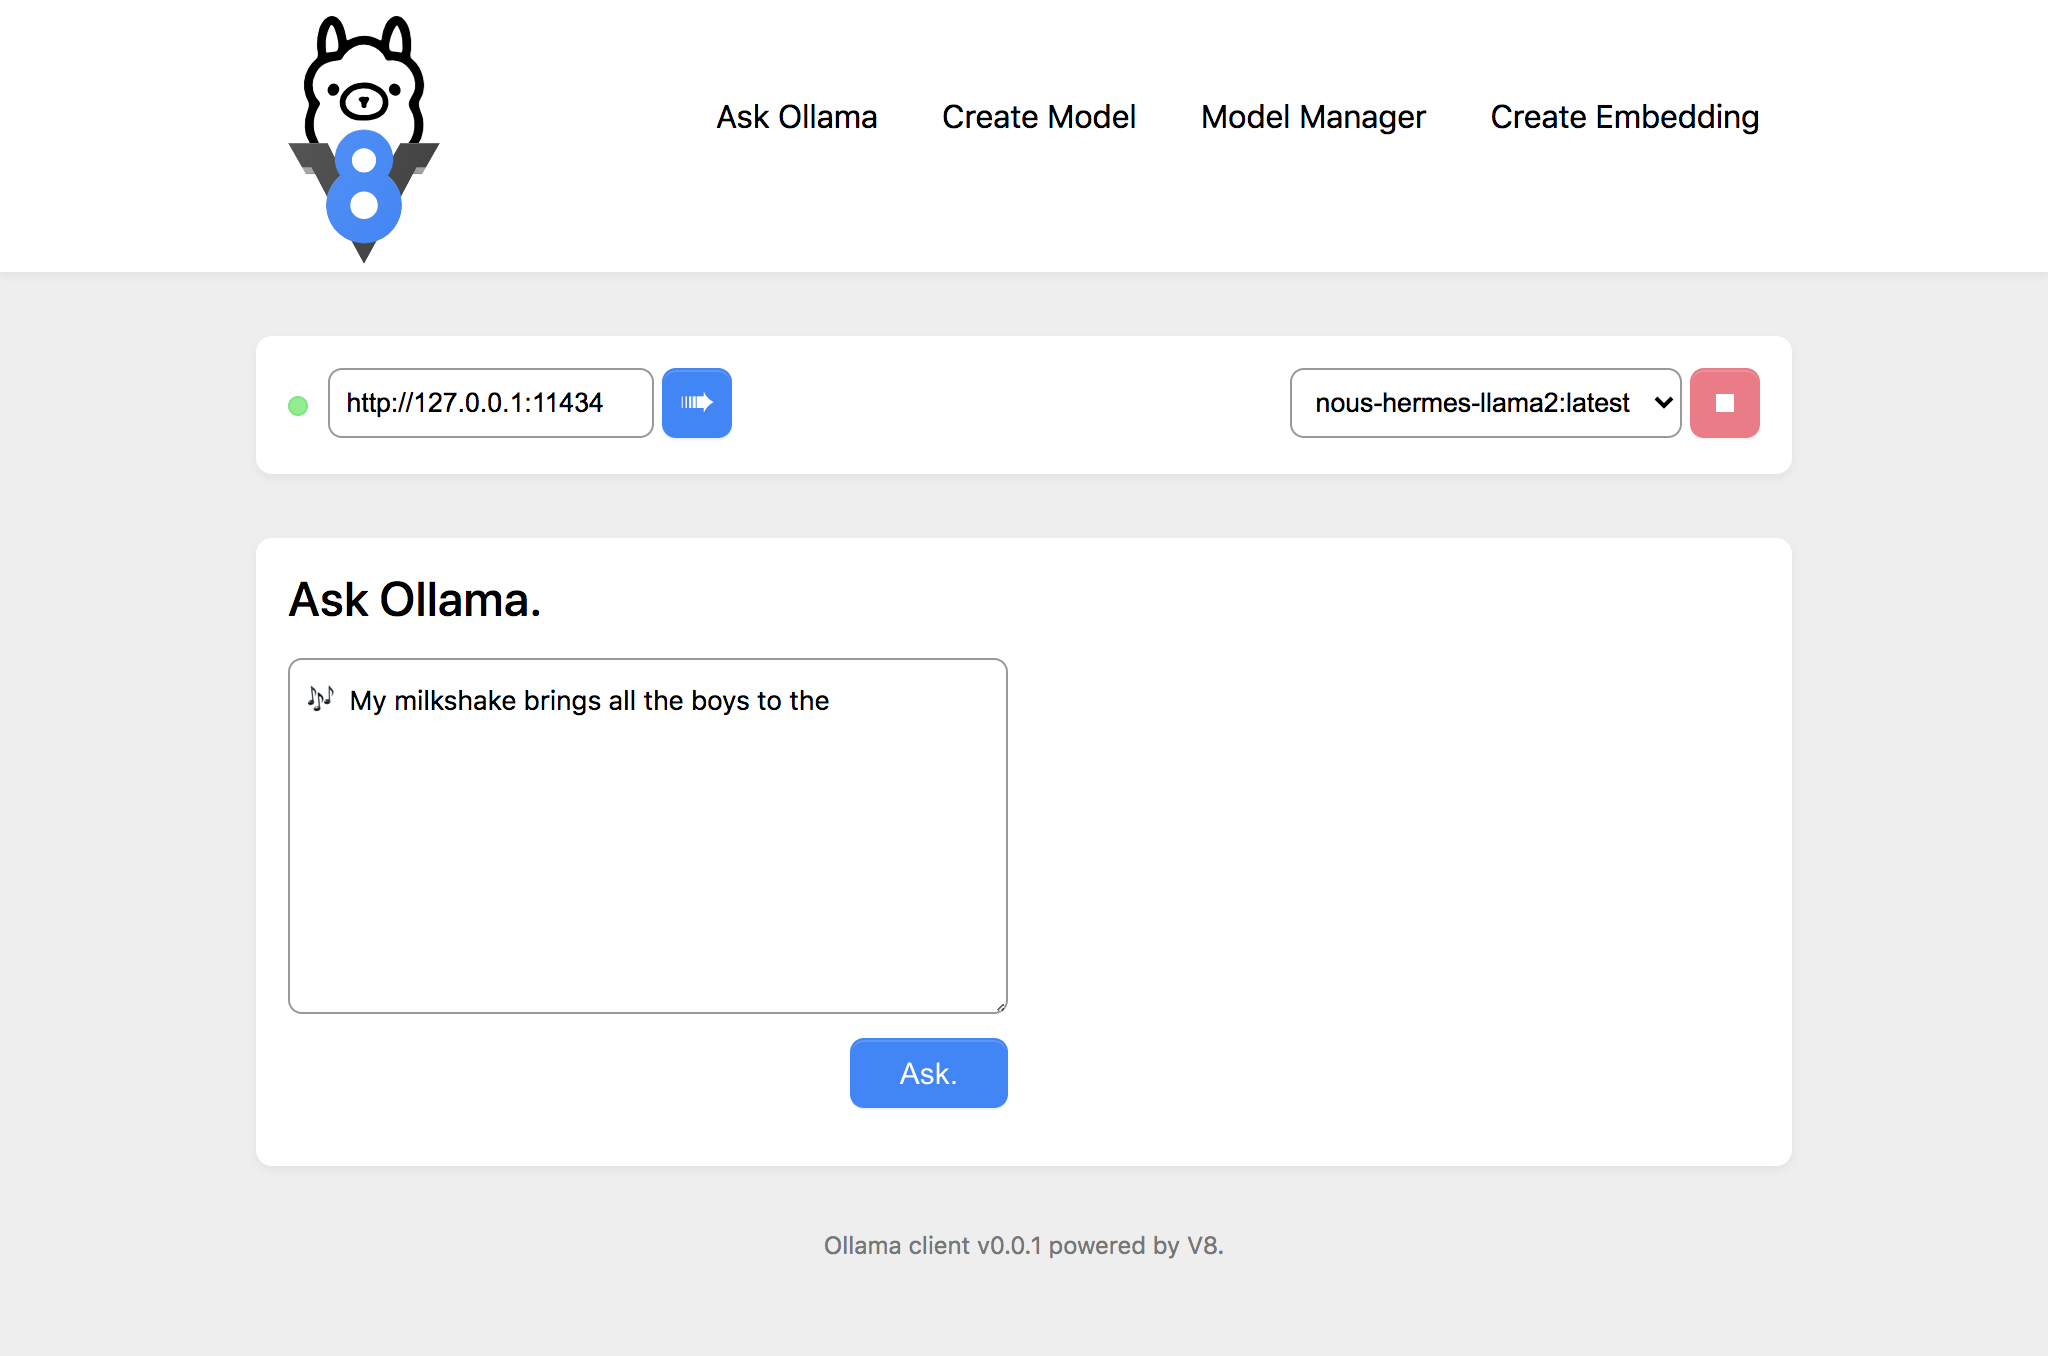 8
Ask Ollama Create Model Model Manager Create Embedding
http://127.0.0.1:11434 nous-hermes-llama2:latest
Ask Ollama.
🎶 My milkshake brings all the boys to the
Ask.
Ollama client v0.0.1 powered by V8.